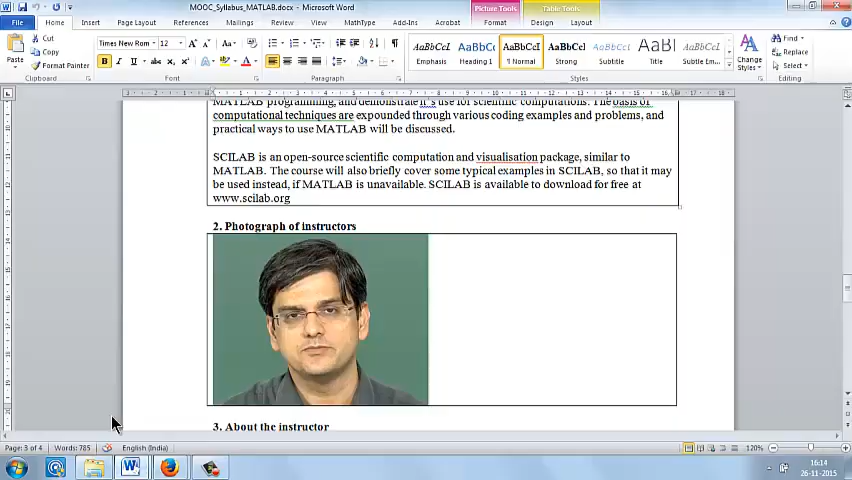 MOOC_Syllabus_MATLAB.docx - Microsoft Word
Picture Tools
Table Tools
File
Home
Insert
Page Layout
References
Mailings
Review
View
MathType
Add-Ins
Acrobat
Format
Design
Layout
Paste
Cut
Copy
Format Painter
Clipboard
Times New Rom
12
Font
Paragraph
AaBbCcI
Emphasis
AaBbCc
Heading 1
AaBbCcI
¶ Normal
AaBbCcI
Strong
AaBbCcI
Subtitle
AaBI
Title
AaBbCcI
Subtle Em...
Styles
Change
Styles
Find
Replace
Select
Editing
MATLAB programming, and demonstrate it's use for scientific computations. The basis of
computational techniques are expounded through various coding examples and problems, and
practical ways to use MATLAB will be discussed.
SCILAB is an open-source scientific computation and visualisation package, similar to
MATLAB. The course will also briefly cover some typical examples in SCILAB, so that it may
be used instead, if MATLAB is unavailable. SCILAB is available to download for free at
www.scilab.org
2. Photograph of instructors
3. About the instructor
Page: 3 of 4
Words: 785
English (India)
120%
16:14
26-11-2015